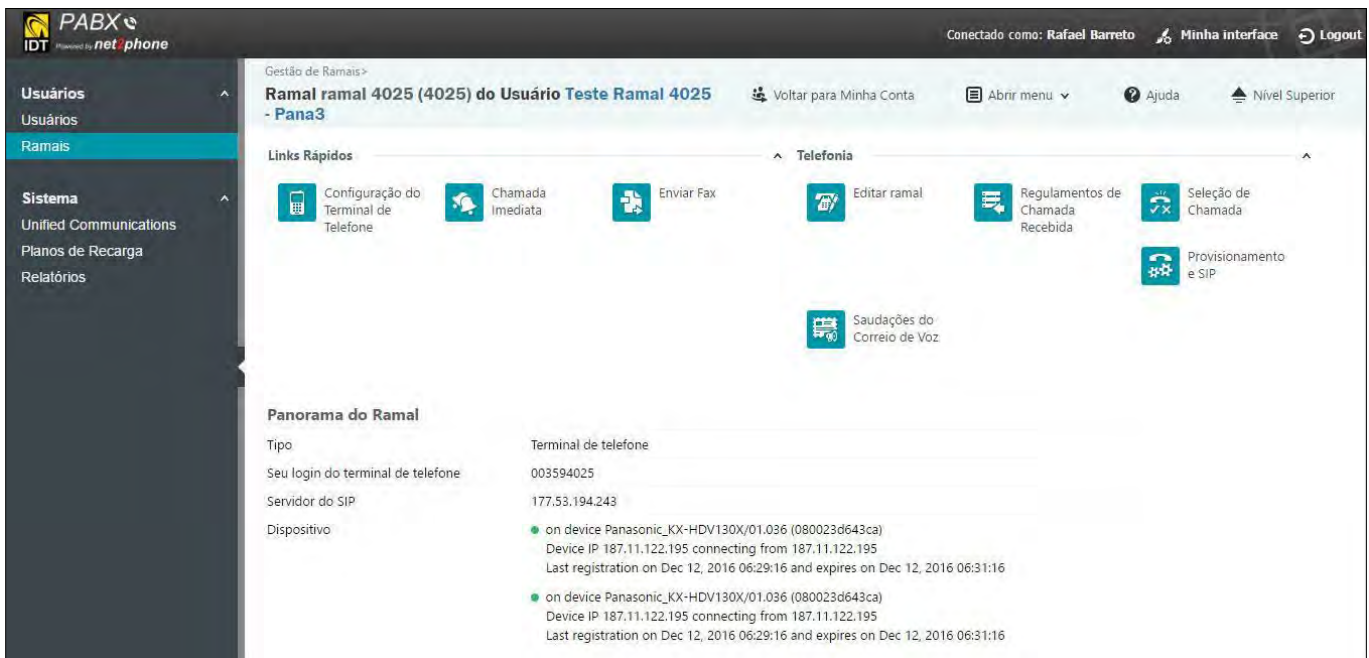 PABX
IDT Powered by net2phone
Conectado como: Rafael Barreto
Minha interface
Logout
Usuários
Usuários
Ramais
Sistema
Unified Communications
Planos de Recarga
Relatórios
Gestão de Ramais>
Ramal ramal 4025 (4025) do Usuário Teste Ramal 4025
- Pana3
Voltar para Minha Conta
Abrir menu
Ajuda
Nível Superior
Links Rápidos
Configuração do
Terminal de
Telefone
Chamada
Imediata
Enviar Fax
Telefonia
Editar ramal
Regulamentos de
Chamada
Recebida
Seleção de
Chamada
Provisionamento
e SIP
Saudações do
Correio de Voz
Panorama do Ramal
Tipo Terminal de telefone
Seu login do terminal de telefone 003594025
Servidor do SIP 177.53.194.243
Dispositivo on device Panasonic_KX-HDV130X/01.036 (080023d643ca)
Device IP 187.11.122.195 connecting from 187.11.122.195
Last registration on Dec 12, 2016 06:29:16 and expires on Dec 12, 2016 06:31:16
on device Panasonic_KX-HDV130X/01.036 (080023d643ca)
Device IP 187.11.122.195 connecting from 187.11.122.195
Last registration on Dec 12, 2016 06:29:16 and expires on Dec 12, 2016 06:31:16